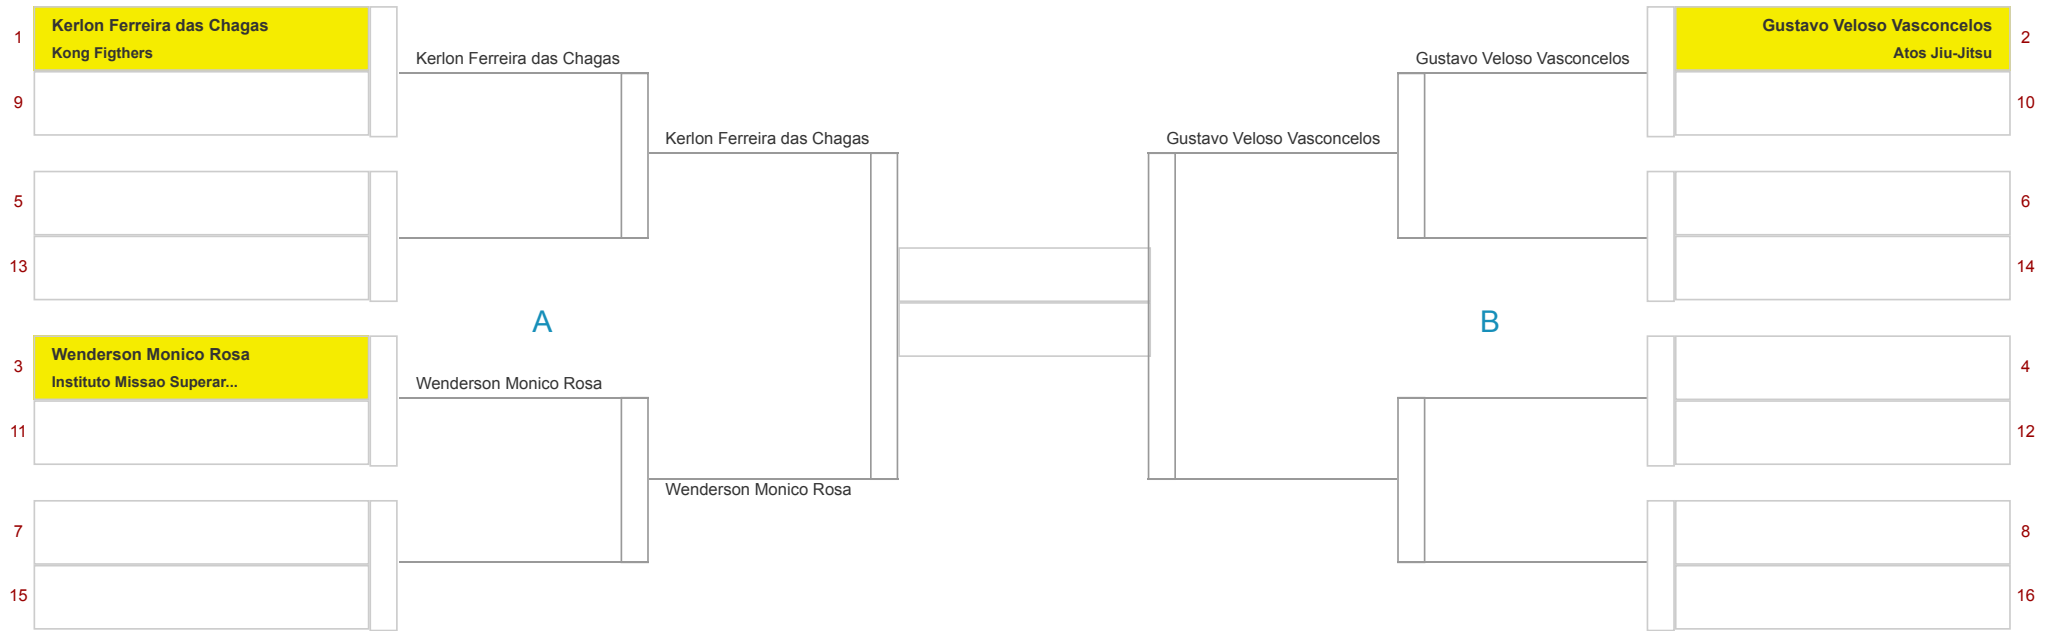 1
Kerlon Ferreira das Chagas
Kong Figthers
9
5
13
3
Wenderson Monico Rosa
Instituto Missao Superar...
11
7
15
Kerlon Ferreira das Chagas
Wenderson Monico Rosa
Kerlon Ferreira das Chagas
Wenderson Monico Rosa
A
Gustavo Veloso Vasconcelos
Gustavo Veloso Vasconcelos
B
Gustavo Veloso Vasconcelos
Atos Jiu-Jitsu
2
10
6
14
4
12
8
16